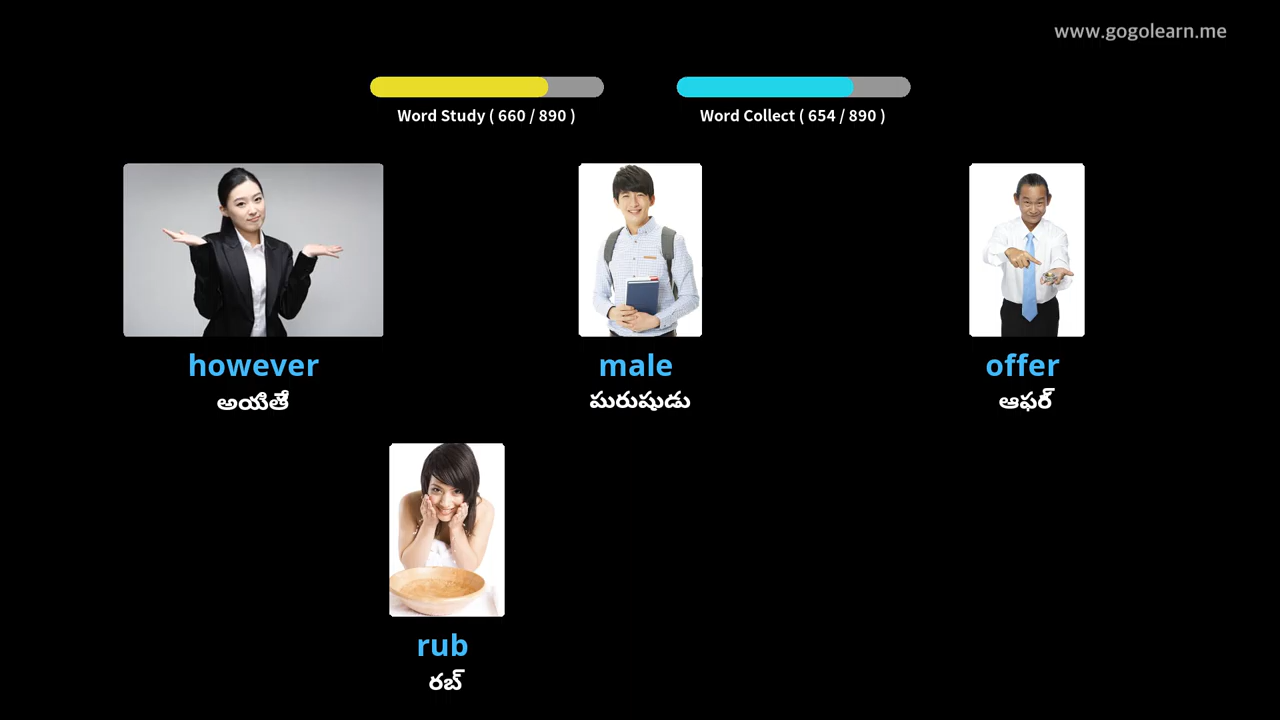 www.gogolearn.me
Word Study ( 660 / 890 )
Word Collect ( 654 / 890 )
however
male
offer
అయితే
పురుషుడు
ఆఫర్
rub
రబ్